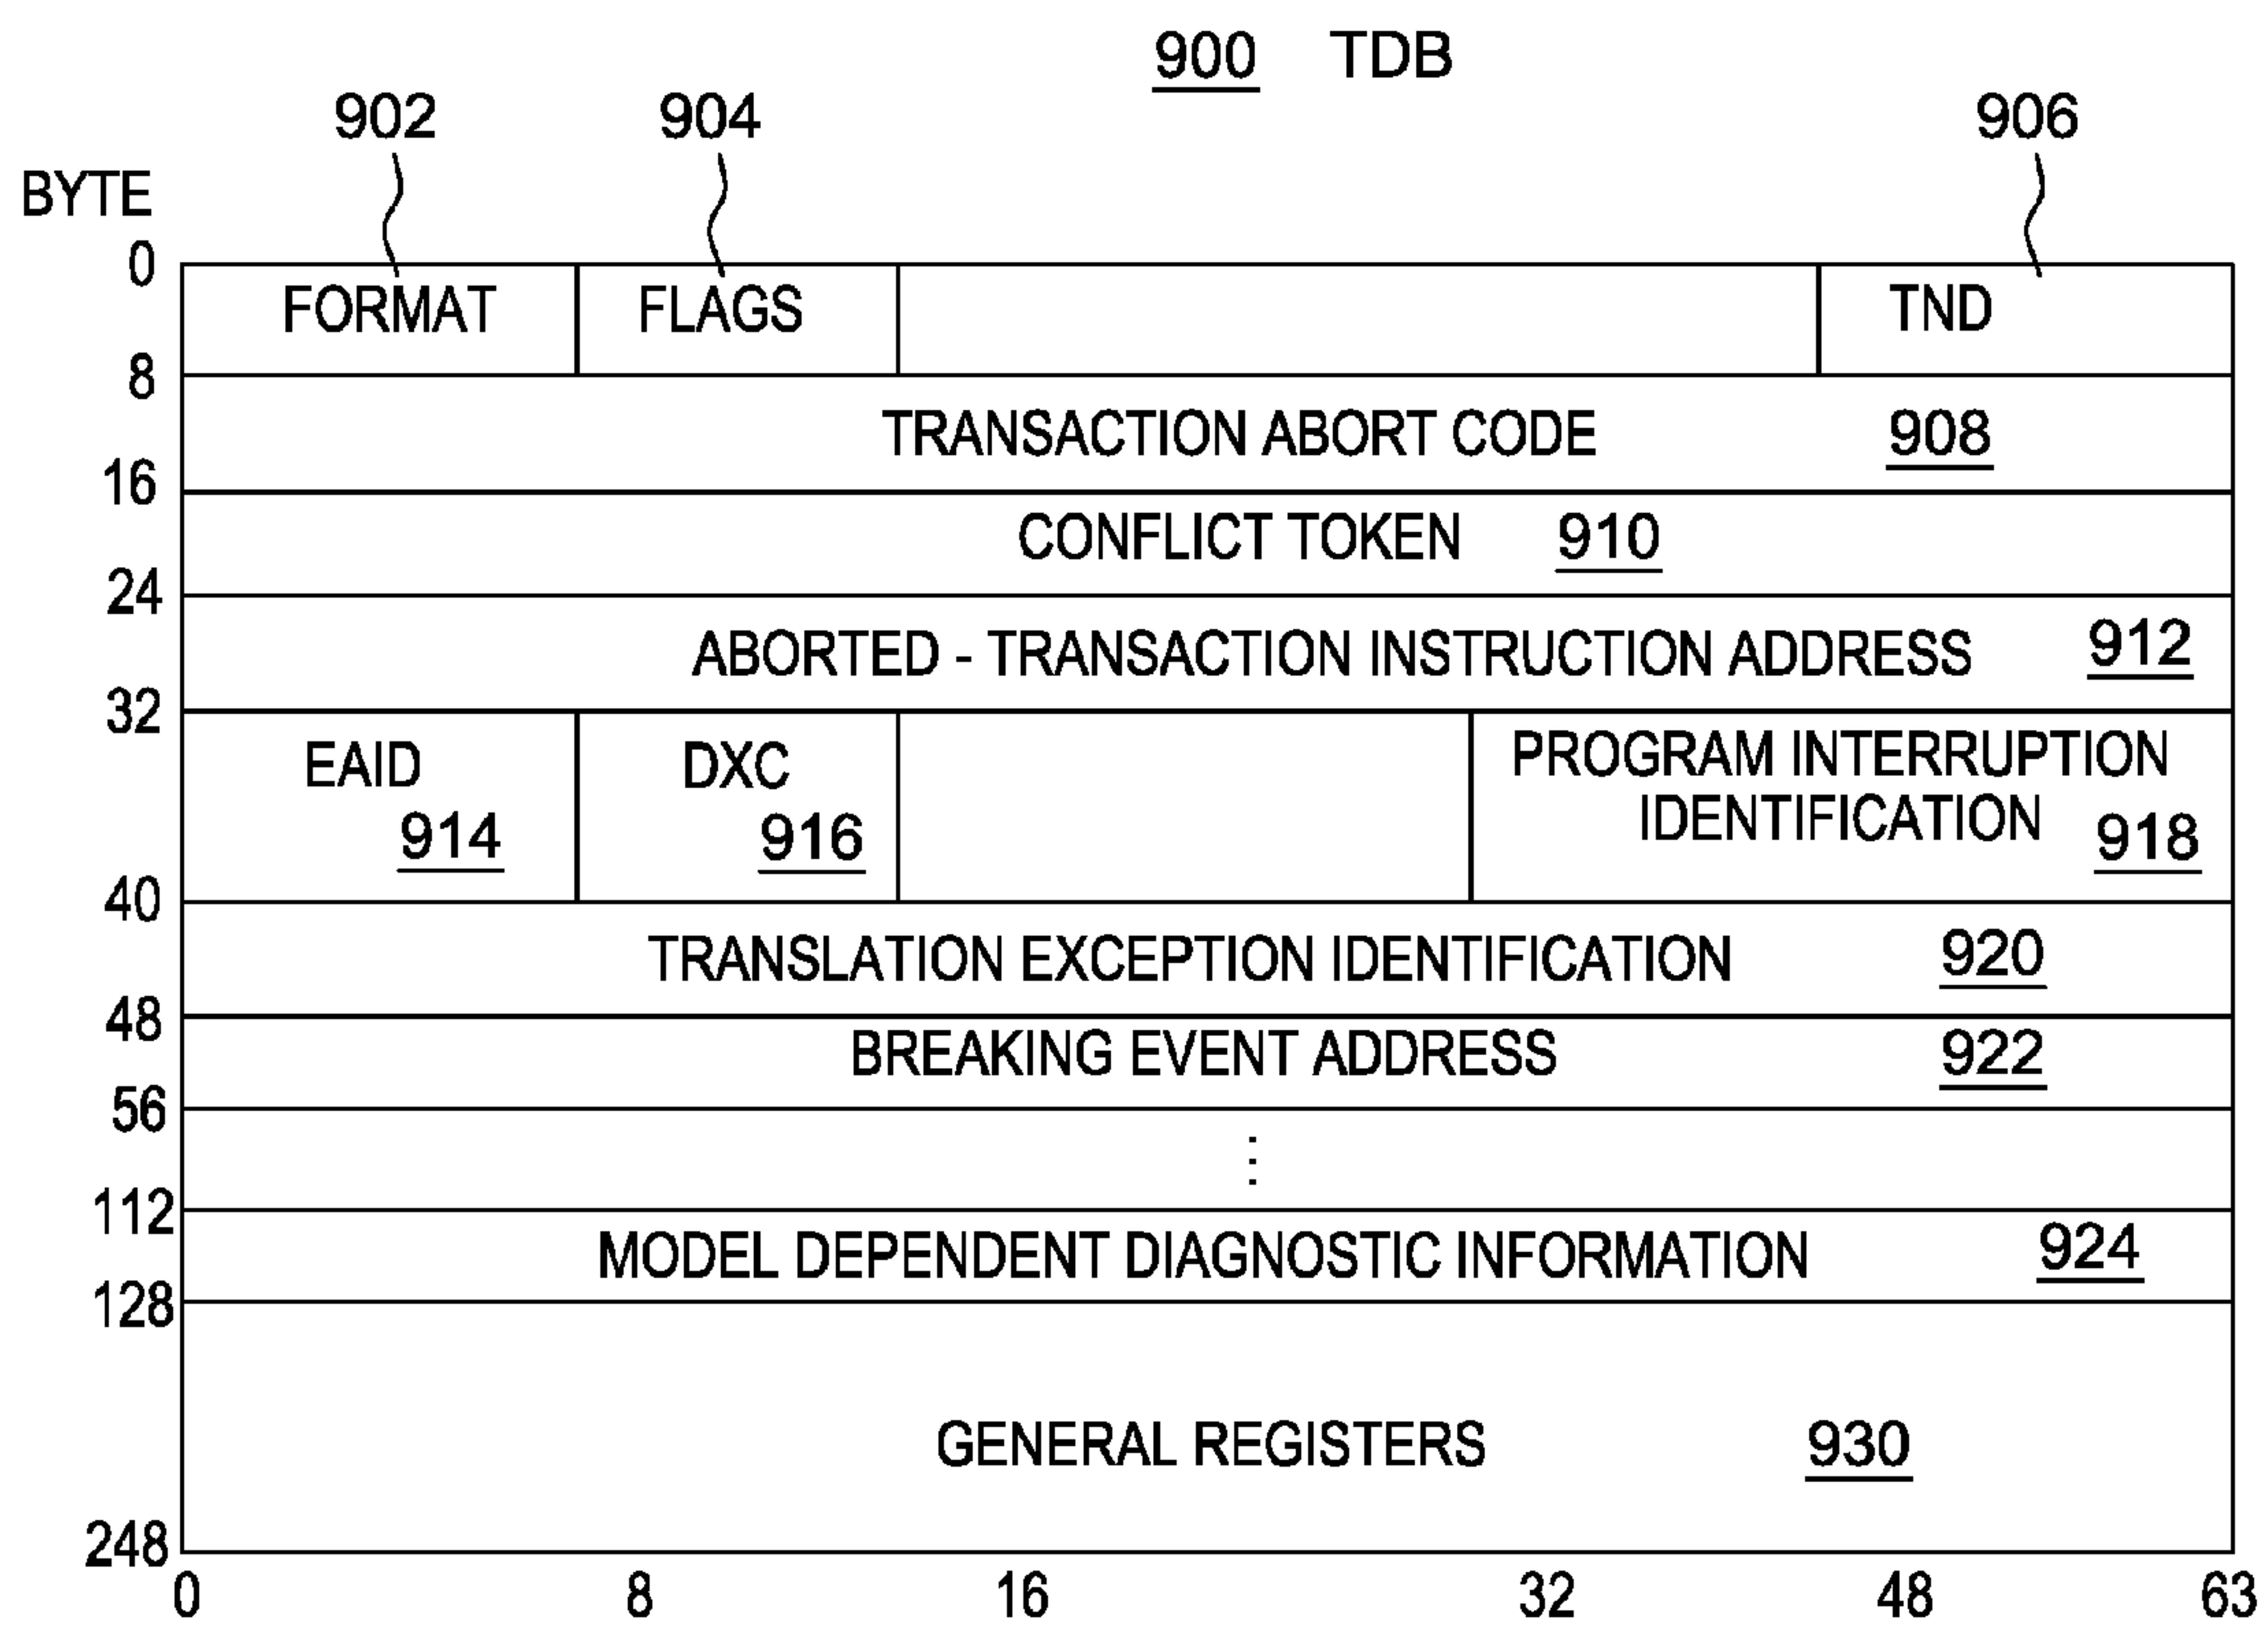 900 TDB
902 904 906
BYTE
0
FORMAT FLAGS TND
8
TRANSACTION ABORT CODE 908
16
CONFLICT TOKEN 910
24
ABORTED - TRANSACTION INSTRUCTION ADDRESS 912
32
EAID DXC PROGRAM INTERRUPTION
IDENTIFICATION
914 916 918
40
TRANSLATION EXCEPTION IDENTIFICATION 920
48
BREAKING EVENT ADDRESS 922
56
⋮
112
MODEL DEPENDENT DIAGNOSTIC INFORMATION 924
128
GENERAL REGISTERS 930
248
0 8 16 32 48 63